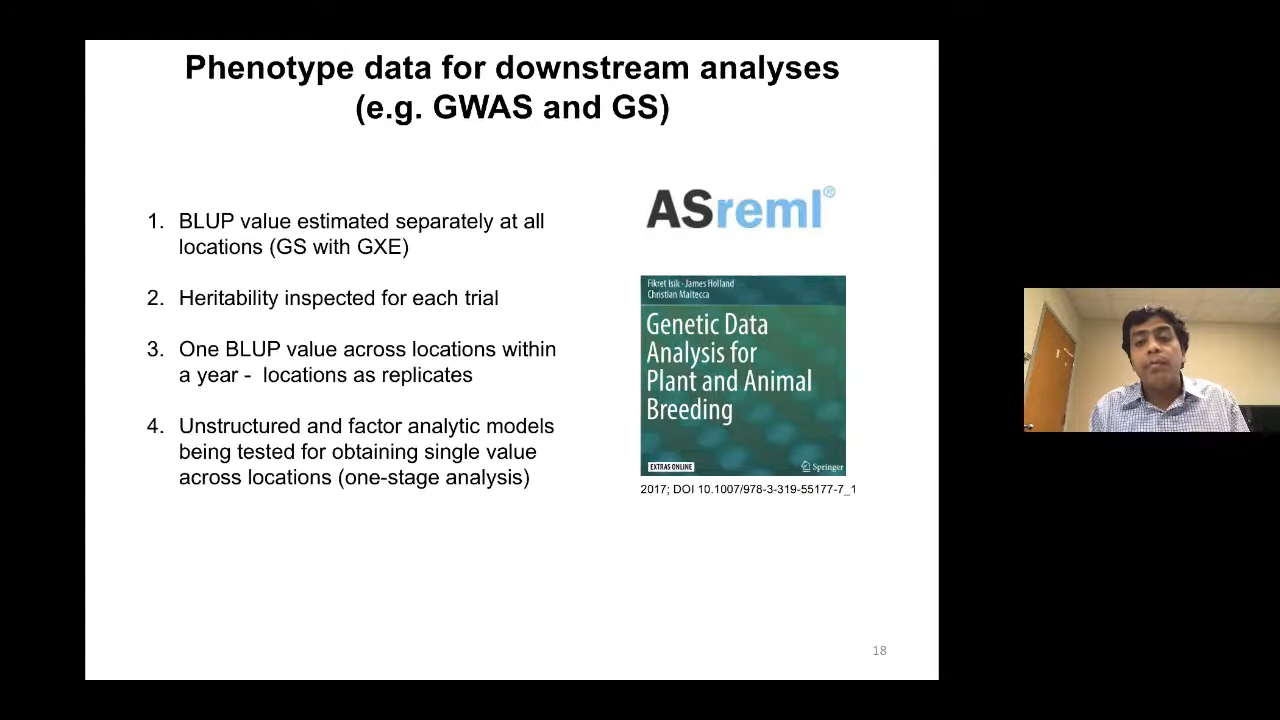 Phenotype data for downstream analyses
(e.g. GWAS and GS)
1. BLUP value estimated separately at all
locations (GS with GXE)
2. Heritability inspected for each trial
3. One BLUP value across locations within
a year - locations as replicates
4. Unstructured and factor analytic models
being tested for obtaining single value
across locations (one-stage analysis)
ASreml®
Fikret Isik · James Holland
Christian Maltecca
Genetic Data
Analysis for
Plant and Animal
Breeding
EXTRAS ONLINE
Springer
2017; DOI 10.1007/978-3-319-55177-7_1
18